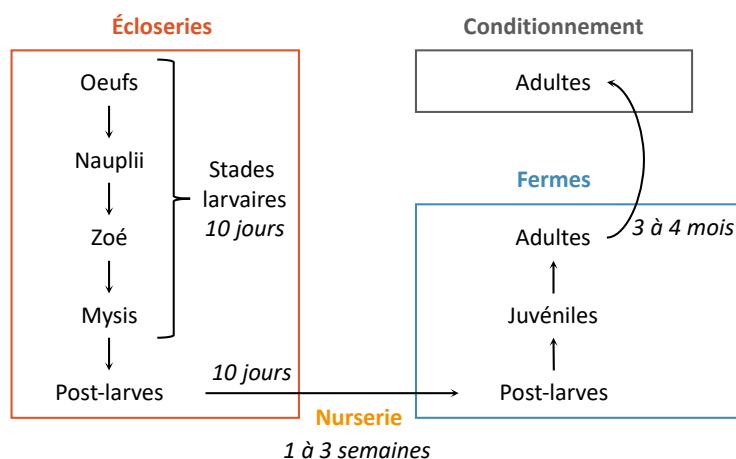 Écloseries
Oeufs
Nauplii
Zoé
Mysis
Post-larves
Stades
larvaires
10 jours
10 jours
Nurserie
1 à 3 semaines
Conditionnement
Adultes
Fermes
Adultes
3 à 4 mois
Juvéniles
Post-larves